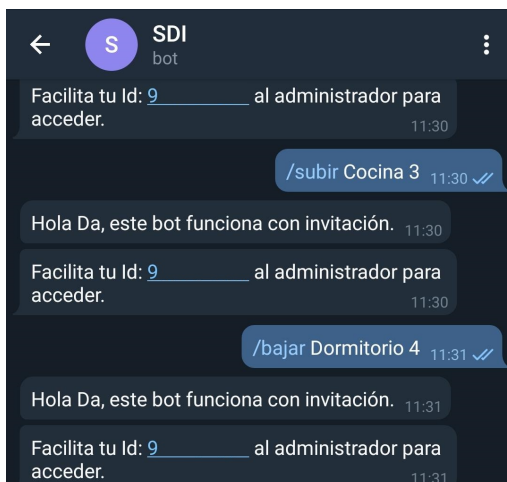 S
SDI
bot
Facilita tu Id: 9 al administrador para
acceder.
11:30
/subir Cocina 3 11:30
Hola Da, este bot funciona con invitación. 11:30
Facilita tu Id: 9 al administrador para
acceder.
11:30
/bajar Dormitorio 4 11:31
Hola Da, este bot funciona con invitación. 11:31
Facilita tu Id: 9 al administrador para
acceder.
11:31